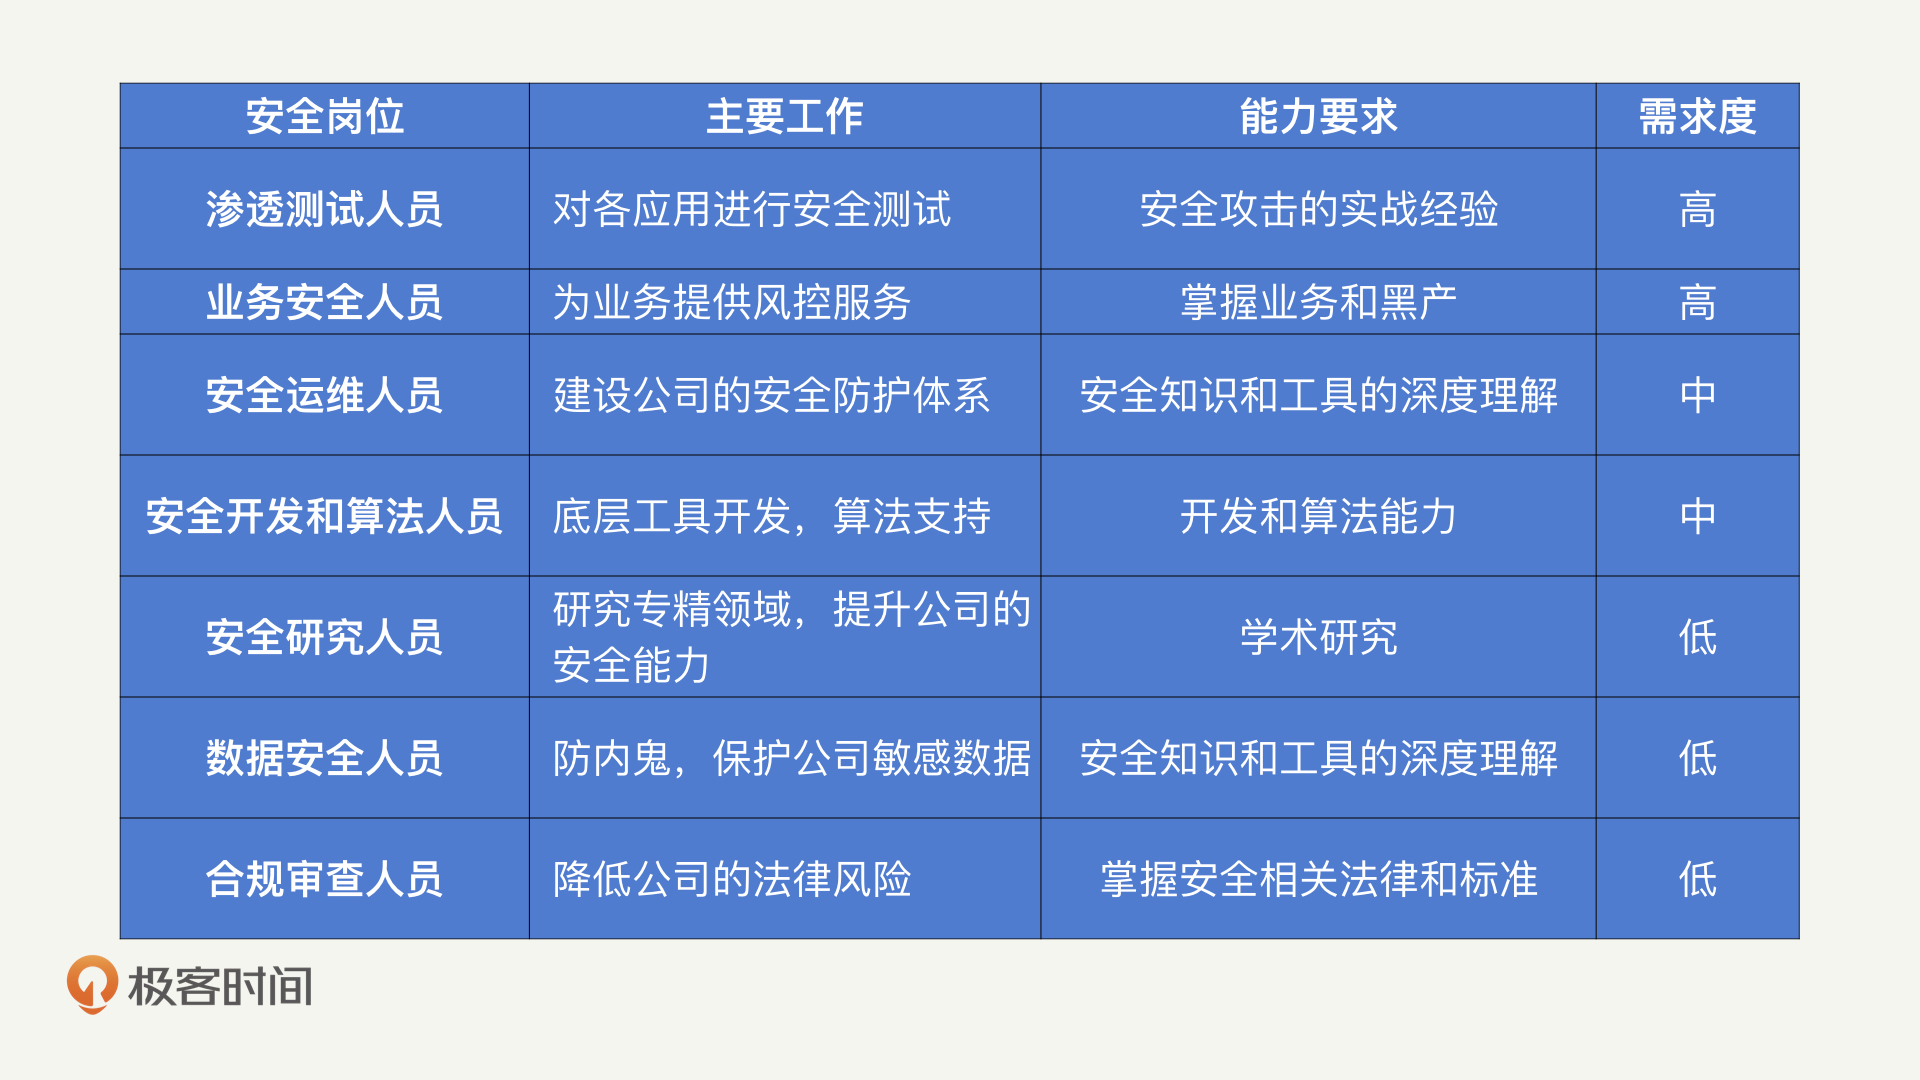 安全岗位 主要工作 能力要求 需求度
渗透测试人员 对各应用进行安全测试 安全攻击的实战经验 高
业务安全人员 为业务提供风控服务 掌握业务和黑产 高
安全运维人员 建设公司的安全防护体系 安全知识和工具的深度理解 中
安全开发和算法人员 底层工具开发，算法支持 开发和算法能力 中
安全研究人员 研究专精领域，提升公司的
安全能力 学术研究 低
数据安全人员 防内鬼，保护公司敏感数据 安全知识和工具的深度理解 低
合规审查人员 降低公司的法律风险 掌握安全相关法律和标准 低
极客时间